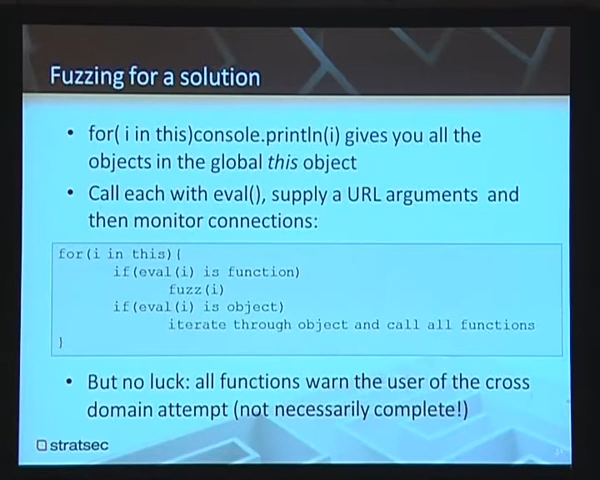 Fuzzing for a solution
• for( i in this)console.println(i) gives you all the
objects in the global this object
• Call each with eval(), supply a URL arguments and
then monitor connections:
for(i in this){
if(eval(i) is function)
fuzz(i)
if(eval(i) is object)
iterate through object and call all functions
}
• But no luck: all functions warn the user of the cross
domain attempt (not necessarily complete!)
stratsec